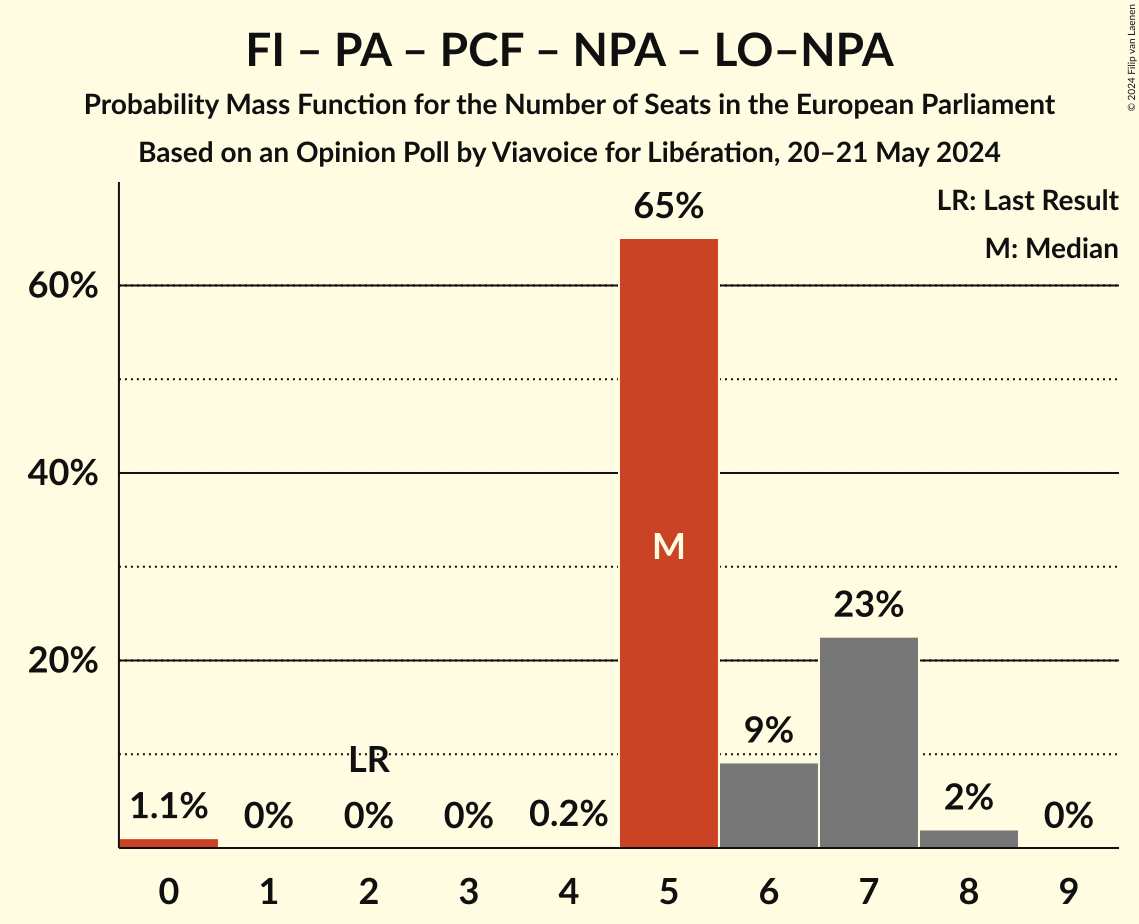 FI – PA – PCF – NPA – LO–NPA
Probability Mass Function for the Number of Seats in the European Parliament
Based on an Opinion Poll by Viavoice for Libération, 20–21 May 2024
© 2024 Filip van Laenen
LR: Last Result
M: Median
65%
60%
40%
M
23%
20%
9%
LR
1.1%
0%
0%
0%
0.2%
2%
0%
0 1 2 3 4 5 6 7 8 9